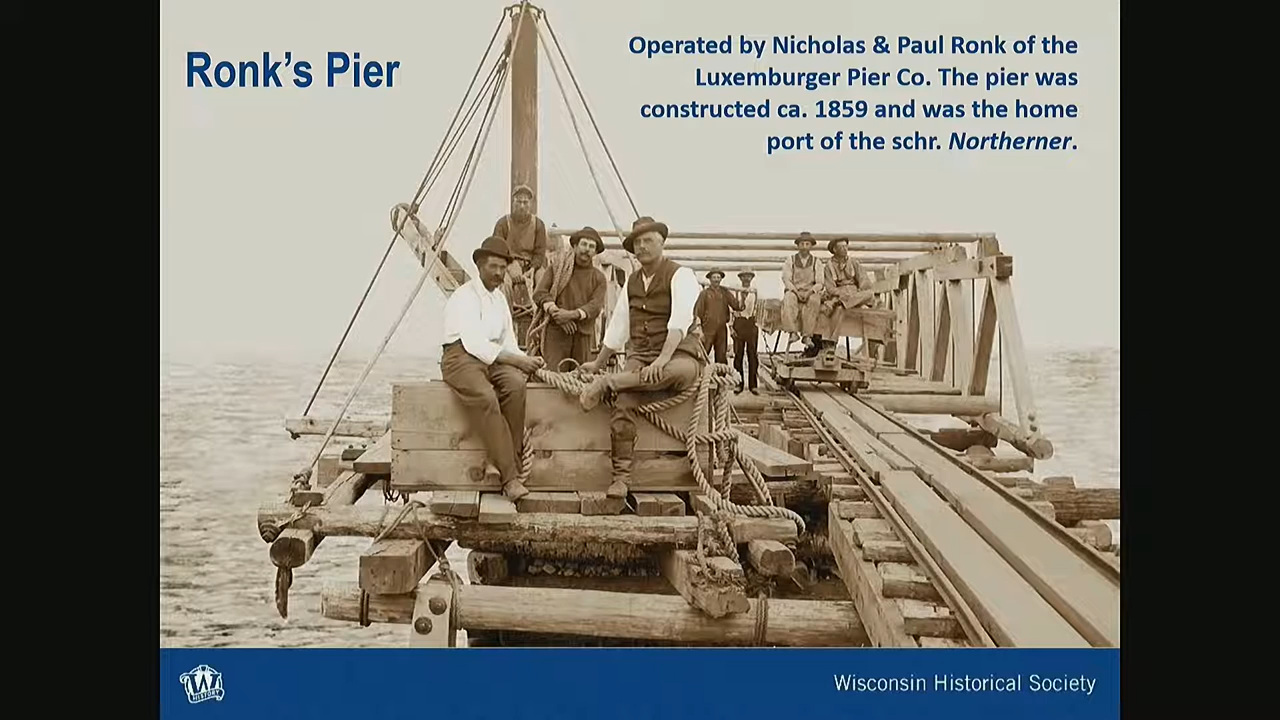 Ronk's Pier
Operated by Nicholas & Paul Ronk of the
Luxemburger Pier Co. The pier was
constructed ca. 1859 and was the home
port of the schr. Northerner.
W
HISTORY
Wisconsin Historical Society